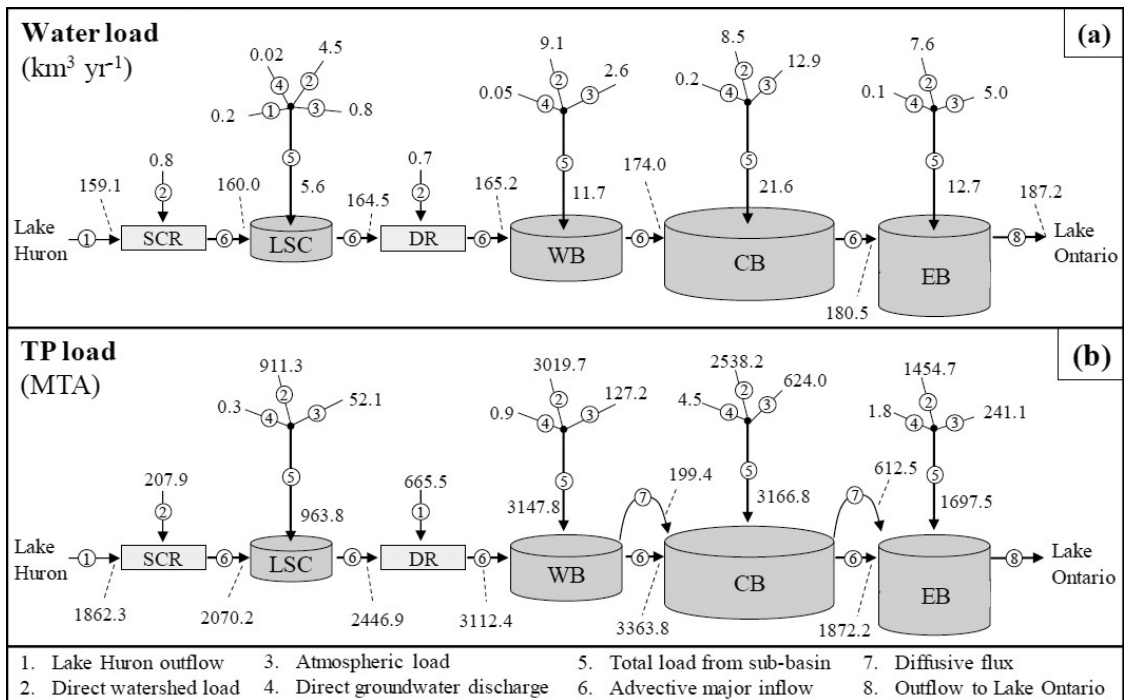 Water load
(km³ yr⁻¹)
(a)
0.02 4.5 9.1 8.5 7.6
4 2 2 2.6 2 12.9 2 5.0
0.2 1 3 0.8 0.05 4 3 0.2 4 3 0.1 4 3
0.8 5 0.7 5 5 5
159.1 2 160.0 5.6 164.5 2 165.2 11.7 174.0 21.6 12.7 187.2
Lake Huron 1 SCR 6 LSC 6 DR 6 WB 6 CB 6 EB 8 Lake Ontario
180.5
TP load
(MTA)
(b)
911.3 3019.7 2538.2 1454.7
2 52.1 2 127.2 2 624.0 2 241.1
0.3 4 3 0.9 4 3 4.5 4 3 1.8 4 3
207.9 5 665.5 5 199.4 5 612.5 5
2 963.8 1 3147.8 7 3166.8 7 1697.5
Lake Huron 1 SCR 6 LSC 6 DR 6 WB 6 CB 6 EB 8 Lake Ontario
1862.3 2070.2 2446.9 3112.4 3363.8 1872.2
1. Lake Huron outflow 3. Atmospheric load 5. Total load from sub-basin 7. Diffusive flux
2. Direct watershed load 4. Direct groundwater discharge 6. Advective major inflow 8. Outflow to Lake Ontario